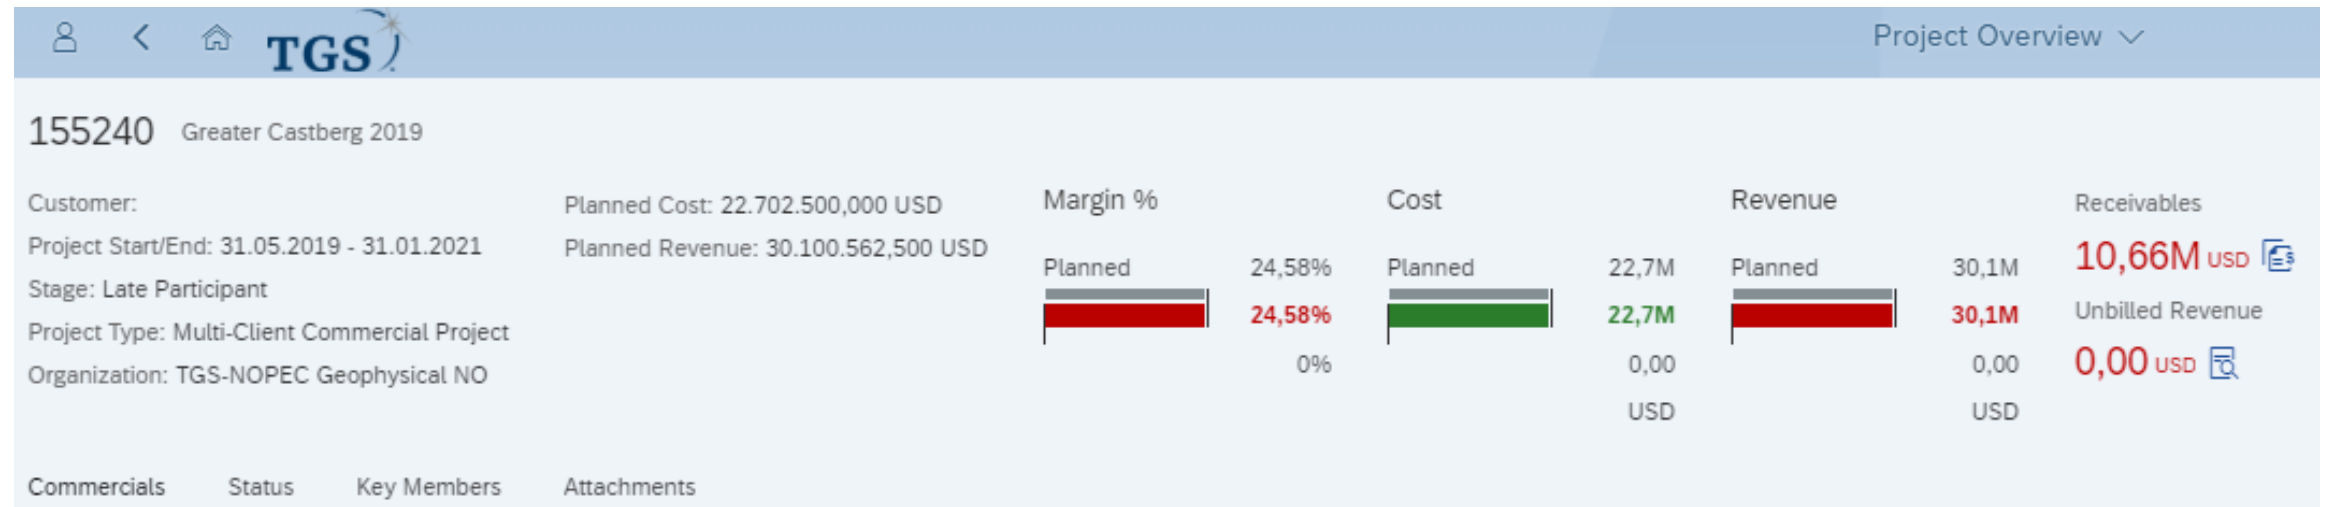 TGS
Project Overview
155240 Greater Castberg 2019
Customer:
Project Start/End: 31.05.2019 - 31.01.2021
Stage: Late Participant
Project Type: Multi-Client Commercial Project
Organization: TGS-NOPEC Geophysical NO
Planned Cost: 22.702.500,000 USD
Planned Revenue: 30.100.562,500 USD
Margin %
Planned 24,58%
24,58%
0%
Cost
Planned 22,7M
22,7M
0,00
USD
Revenue
Planned 30,1M
30,1M
0,00
USD
Receivables
10,66M USD
Unbilled Revenue
0,00 USD
Commercials Status Key Members Attachments